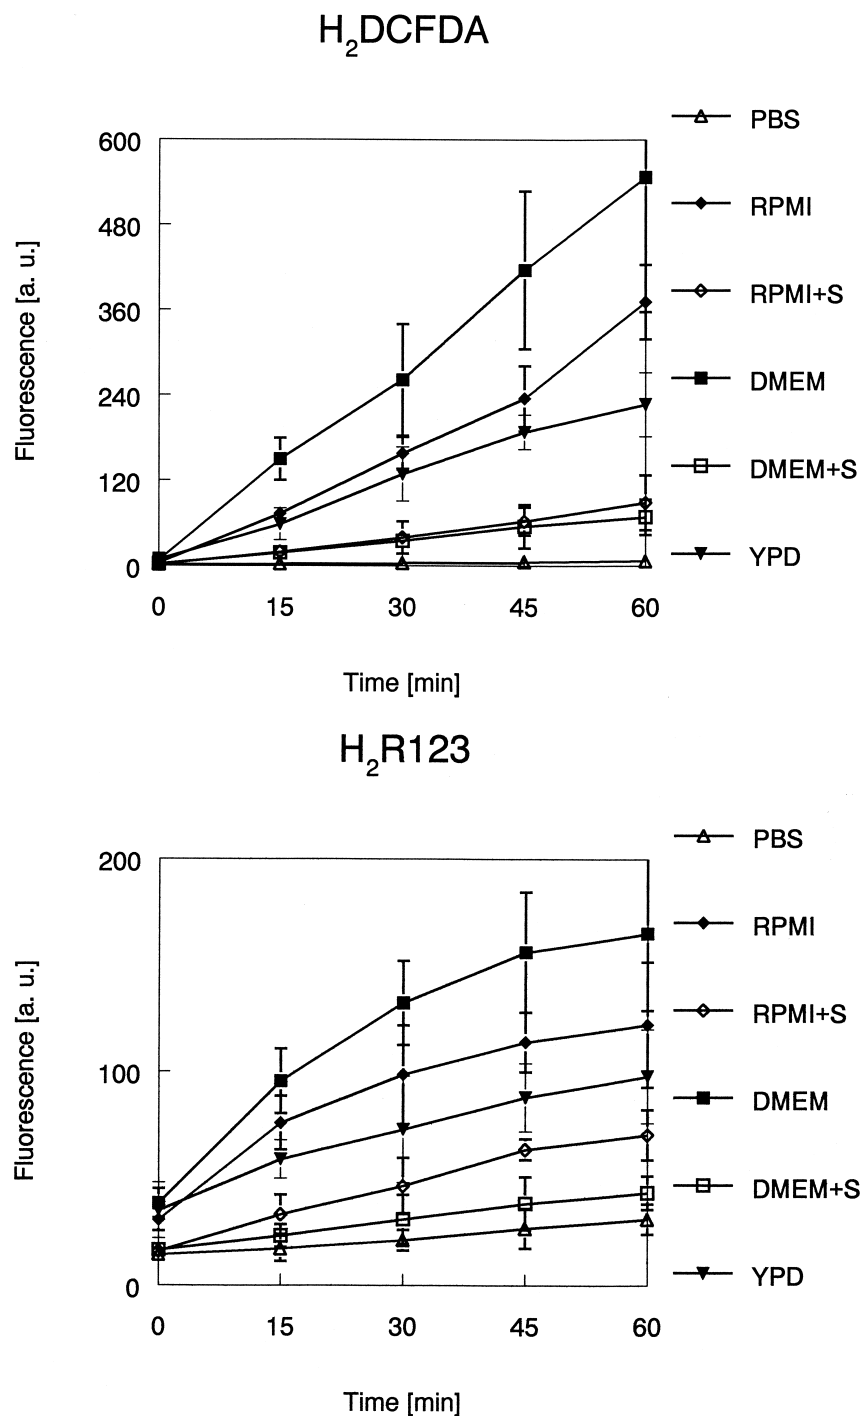 H2DCFDA
PBS
600
RPMI
480
RPMI+S
360
Fluorescence [a. u.]
DMEM
240
DMEM+S
120
YPD
0
0 15 30 45 60
Time [min]
H2R123
PBS
200
RPMI
RPMI+S
Fluorescence [a. u.]
100
DMEM
DMEM+S
YPD
0
0 15 30 45 60
Time [min]